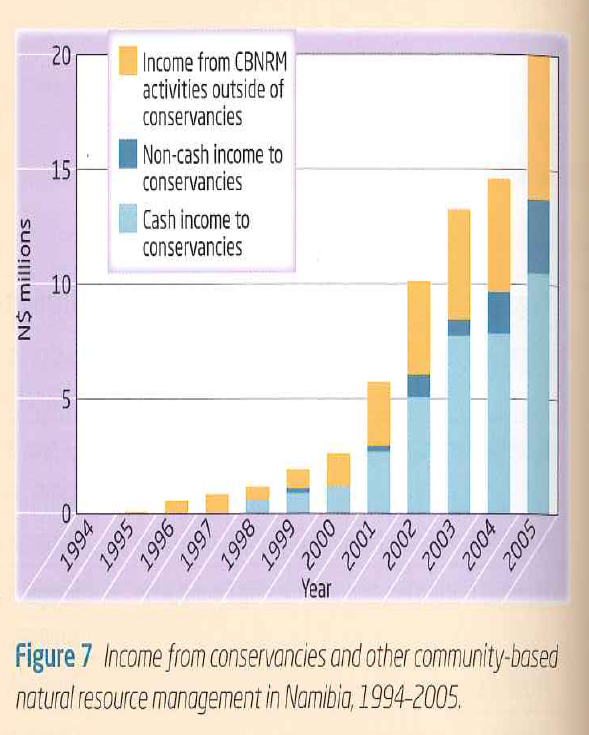 20
Income from CBNRM
activities outside of
conservancies
Non-cash income to
conservancies
Cash income to
conservancies
15
10
5
0
N$ millions
1994
1995
1996
1997
1998
1999
2000
2001
2002
2003
2004
2005
Year
Figure 7 Income from conservancies and other community-based
natural resource management in Namibia, 1994–2005.